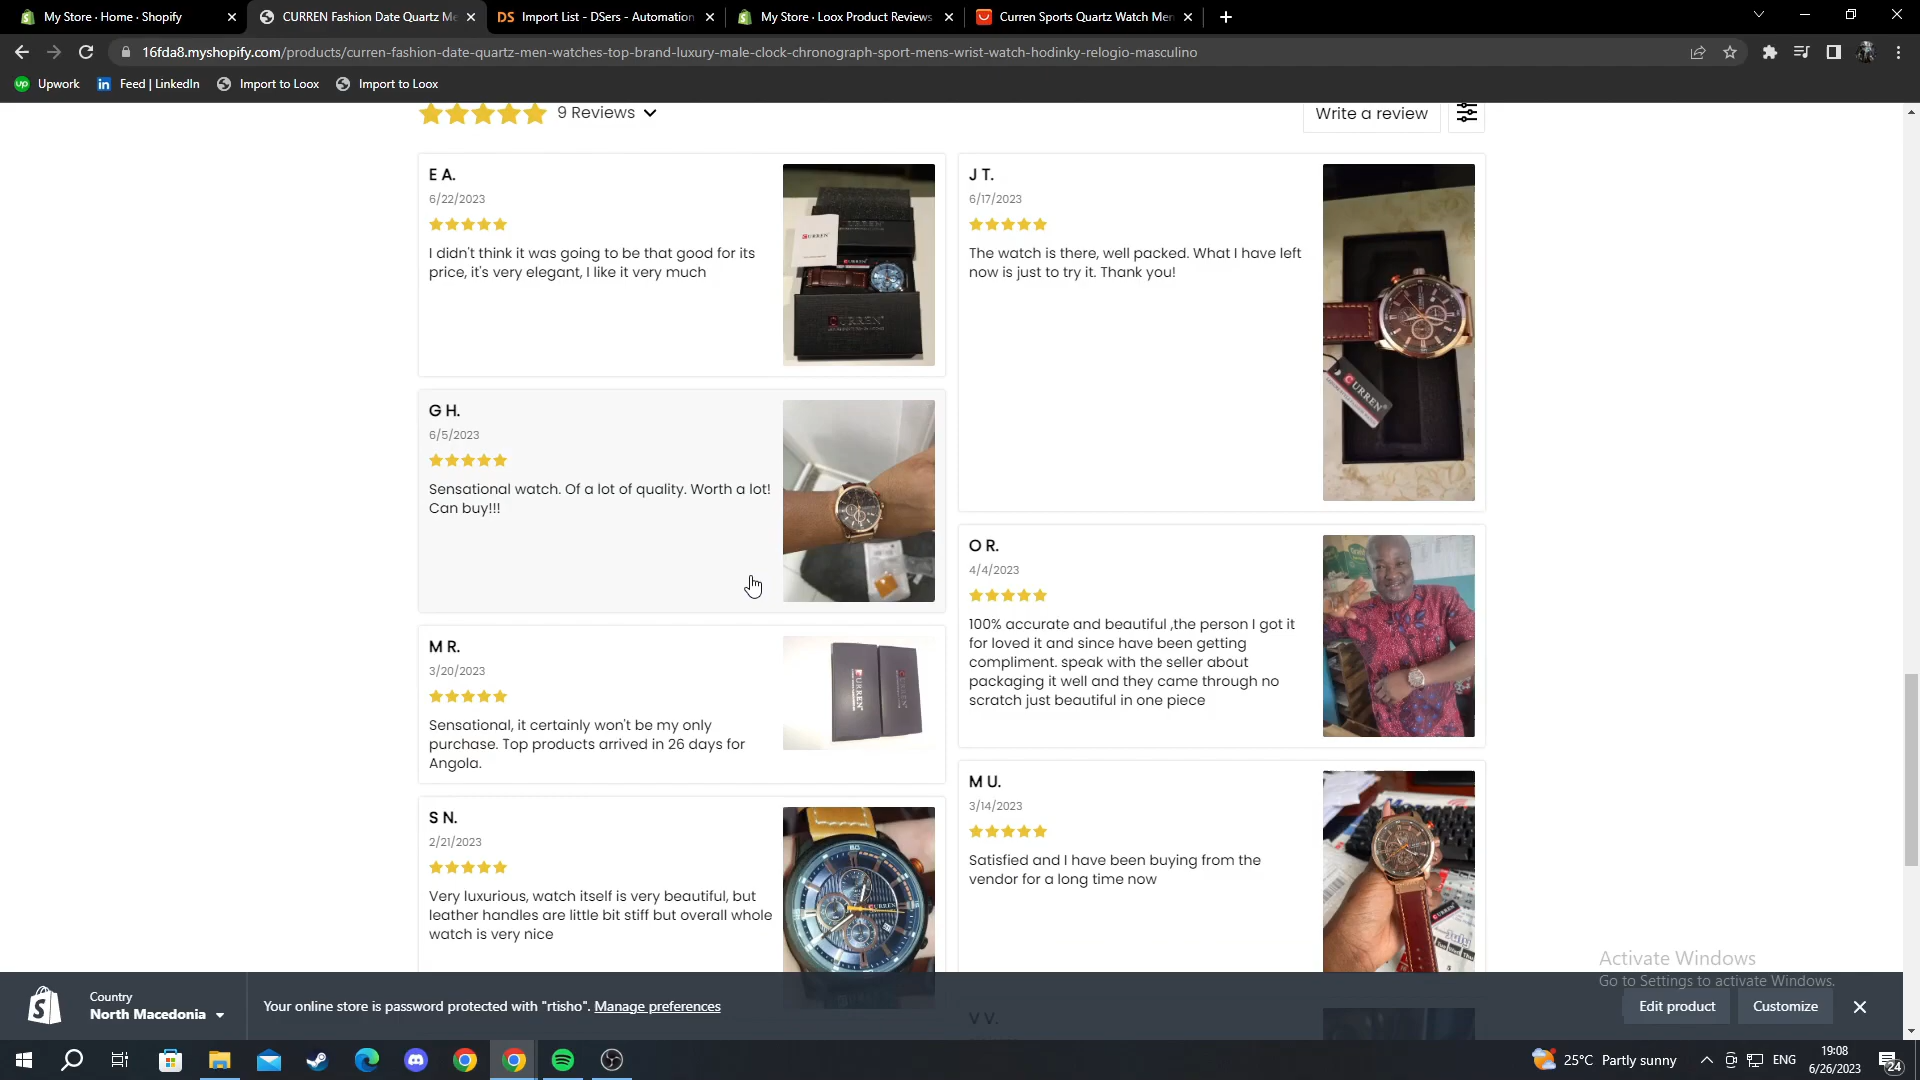 My Store · Home · Shopify
CURREN Fashion Date Quartz Me
DS Import List - DSers - Automation
My Store · Loox Product Reviews
Curren Sports Quartz Watch Men
16fda8.myshopify.com/products/curren-fashion-date-quartz-men-watches-top-brand-luxury-male-clock-chronograph-sport-mens-wrist-watch-hodinky-relogio-masculino
up Upwork
in Feed | LinkedIn
Import to Loox
Import to Loox
9 Reviews
Write a review
E A.
6/22/2023
I didn't think it was going to be that good for its
price, it's very elegant, I like it very much
CURREN
CURREN
J T.
6/17/2023
The watch is there, well packed. What I have left
now is just to try it. Thank you!
CURREN
G H.
6/5/2023
Sensational watch. Of a lot of quality. Worth a lot!
Can buy!!!
O R.
4/4/2023
100% accurate and beautiful ,the person I got it
for loved it and since have been getting
compliment. speak with the seller about
packaging it well and they came through no
scratch just beautiful in one piece
M R.
3/20/2023
Sensational, it certainly won't be my only
purchase. Top products arrived in 26 days for
Angola.
CURREN
CURREN
M U.
3/14/2023
Satisfied and I have been buying from the
vendor for a long time now
CURREN
July
S N.
2/21/2023
Very luxurious, watch itself is very beautiful, but
leather handles are little bit stiff but overall whole
watch is very nice
CURREN
V V.
Activate Windows
Go to Settings to activate Windows.
Country
North Macedonia
Your online store is password protected with "rtisho". Manage preferences
Edit product
Customize
25°C Partly sunny
ENG
19:08
6/26/2023
24